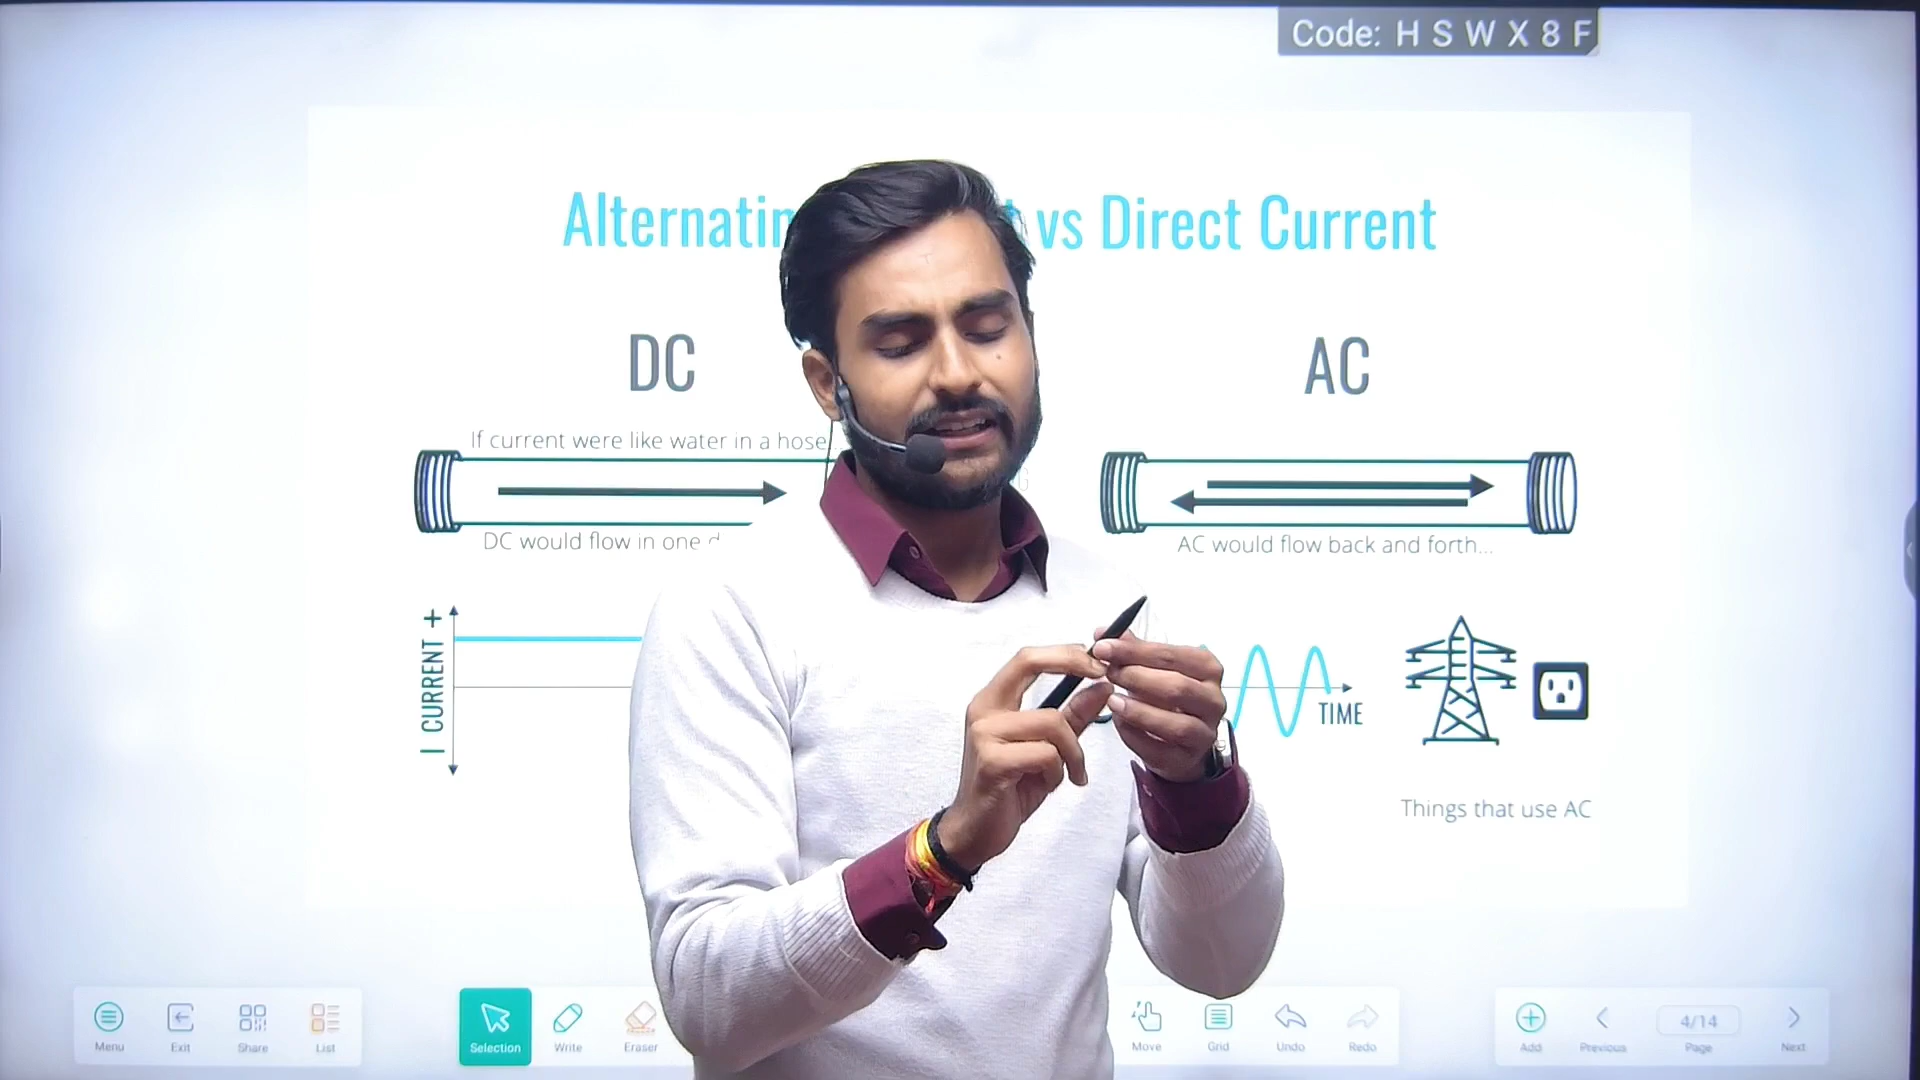 Code: H S W X 8 F
vs Direct Current
DC
AC
If current were like water in a hose
DC would flow in one
AC would flow back and forth...
I CURRENT +
TIME
Things that use AC
Menu
Exit
Share
List
Selection
Write
Eraser
Move
Grid
Undo
Redo
Add
Previous
4/14
Page
Next